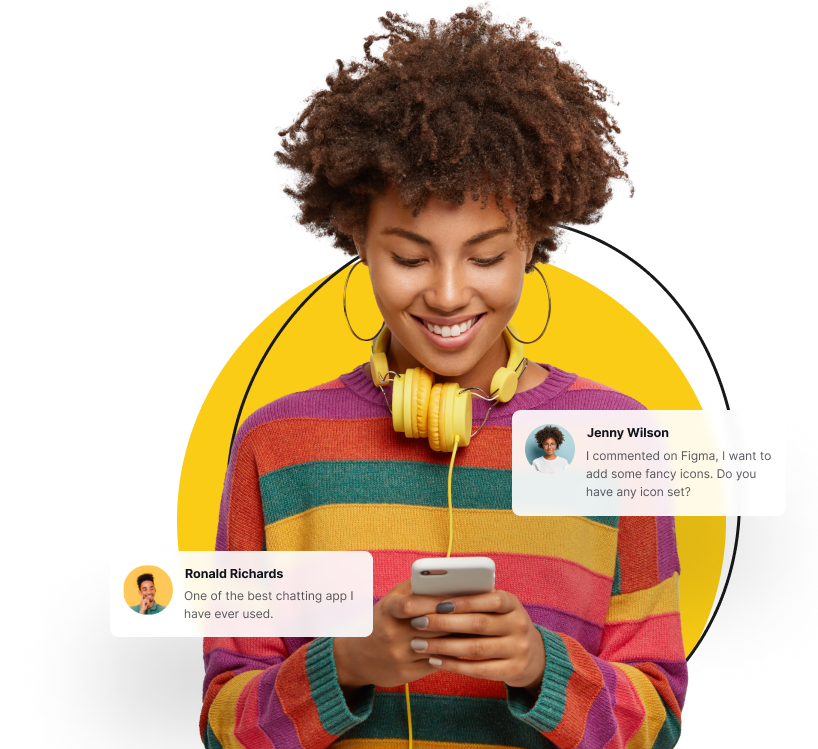 Jenny Wilson
I commented on Figma, I want to
add some fancy icons. Do you
have any icon set?
Ronald Richards
One of the best chatting app I
have ever used.